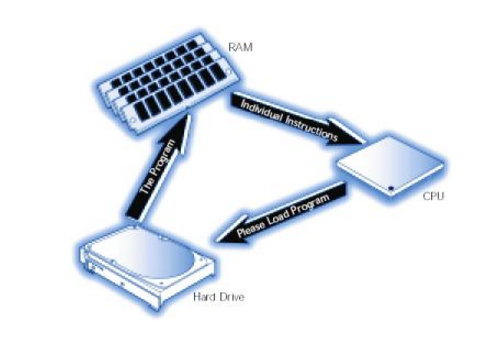 RAM
Individual Instructions
The Program
CPU
Please Load Program
Hard Drive